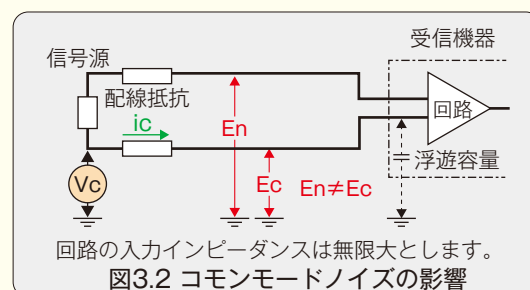 受信機器
信号源
配線抵抗
ic
En
回路
浮遊容量
Vc
Ec
En≠Ec
回路の入力インピーダンスは無限大とします。
図3.2 コモンモードノイズの影響